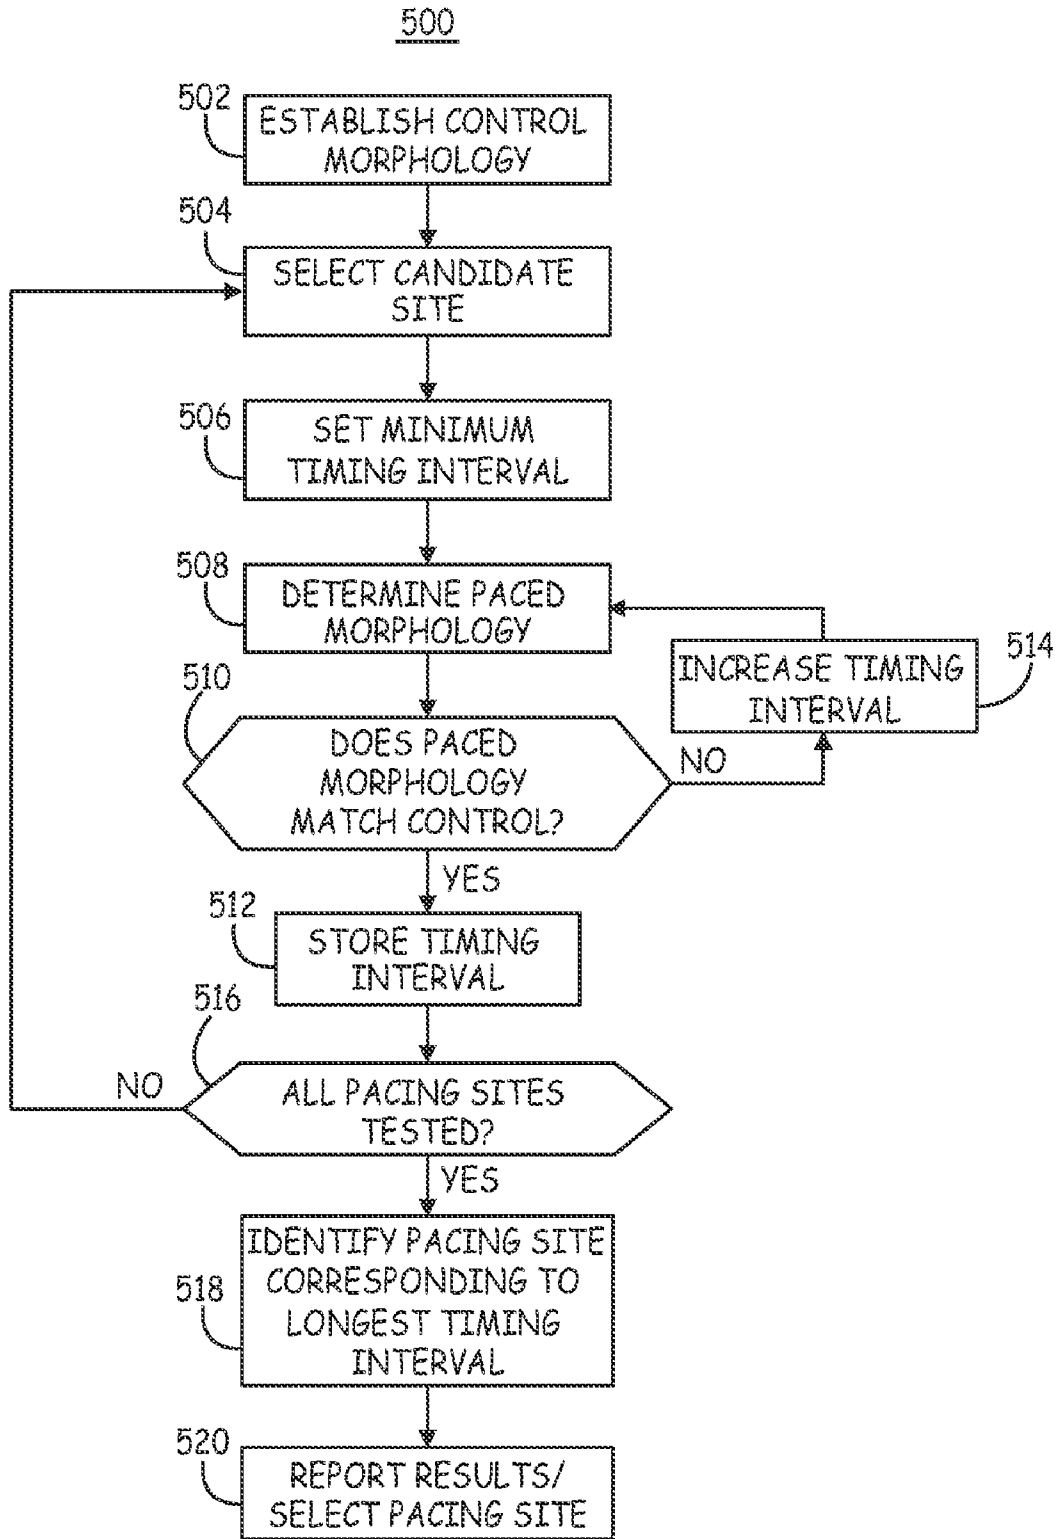 500
502
ESTABLISH CONTROL
MORPHOLOGY
504
SELECT CANDIDATE
SITE
506
SET MINIMUM
TIMING INTERVAL
508
DETERMINE PACED
MORPHOLOGY
514
INCREASE TIMING
INTERVAL
510
DOES PACED
MORPHOLOGY
MATCH CONTROL?
NO
YES
512
STORE TIMING
INTERVAL
516
NO
ALL PACING SITES
TESTED?
YES
518
IDENTIFY PACING SITE
CORRESPONDING TO
LONGEST TIMING
INTERVAL
520
REPORT RESULTS/
SELECT PACING SITE